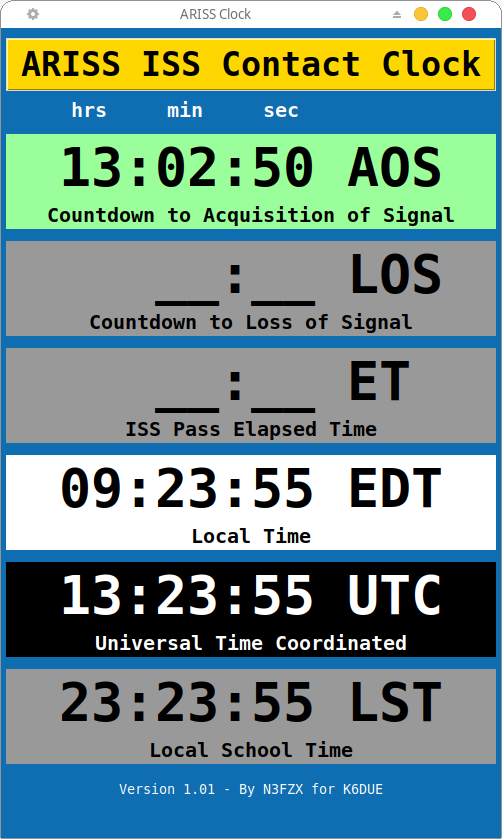 ARISS Clock
ARISS ISS Contact Clock
hrs min sec
13:02:50 AOS
Countdown to Acquisition of Signal
__:__ LOS
Countdown to Loss of Signal
__:__ ET
ISS Pass Elapsed Time
09:23:55 EDT
Local Time
13:23:55 UTC
Universal Time Coordinated
23:23:55 LST
Local School Time
Version 1.01 - By N3FZX for K6DUE